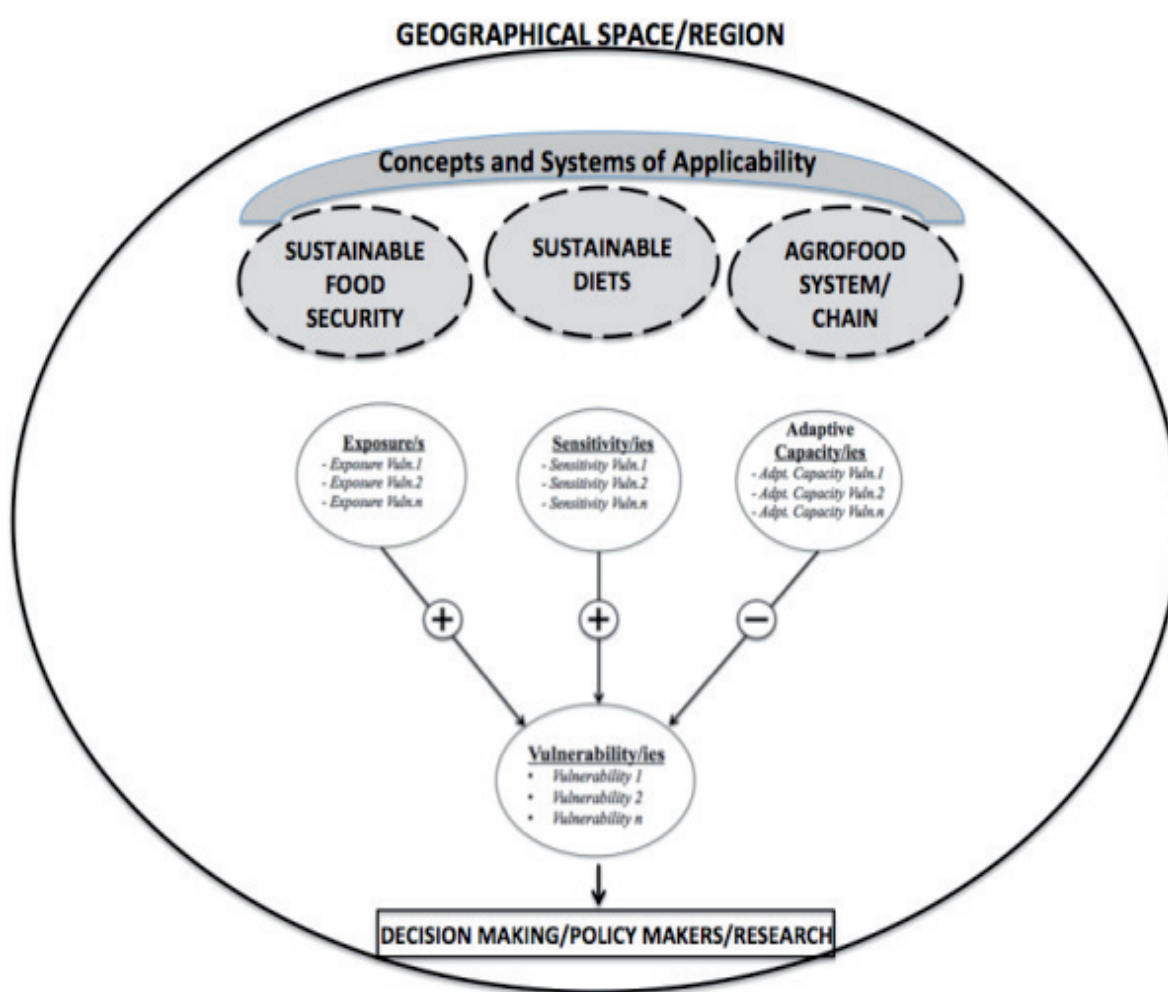 GEOGRAPHICAL SPACE/REGION
Concepts and Systems of Applicability
SUSTAINABLE
FOOD
SECURITY
SUSTAINABLE
DIETS
AGROFOOD
SYSTEM/
CHAIN
Exposure/s
- Exposure Vuln.1
- Exposure Vuln.2
- Exposure Vuln.n
Sensitivity/ies
- Sensitivity Vuln.1
- Sensitivity Vuln.2
- Sensitivity Vuln.n
Adaptive
Capacity/ies
- Adpt. Capacity Vuln.1
- Adpt. Capacity Vuln.2
- Adpt. Capacity Vuln.n
+
+
−
Vulnerability/ies
• Vulnerability 1
• Vulnerability 2
• Vulnerability n
DECISION MAKING/POLICY MAKERS/RESEARCH